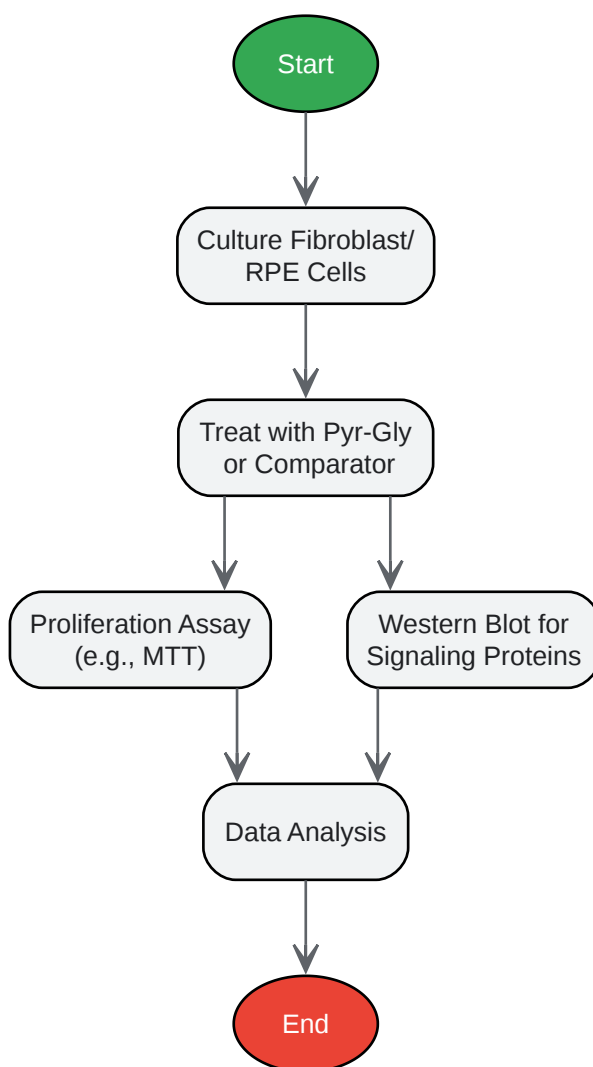 Start
Culture Fibroblast/
RPE Cells
Treat with Pyr-Gly
or Comparator
Proliferation Assay
(e.g., MTT)
Western Blot for
Signaling Proteins
Data Analysis
End